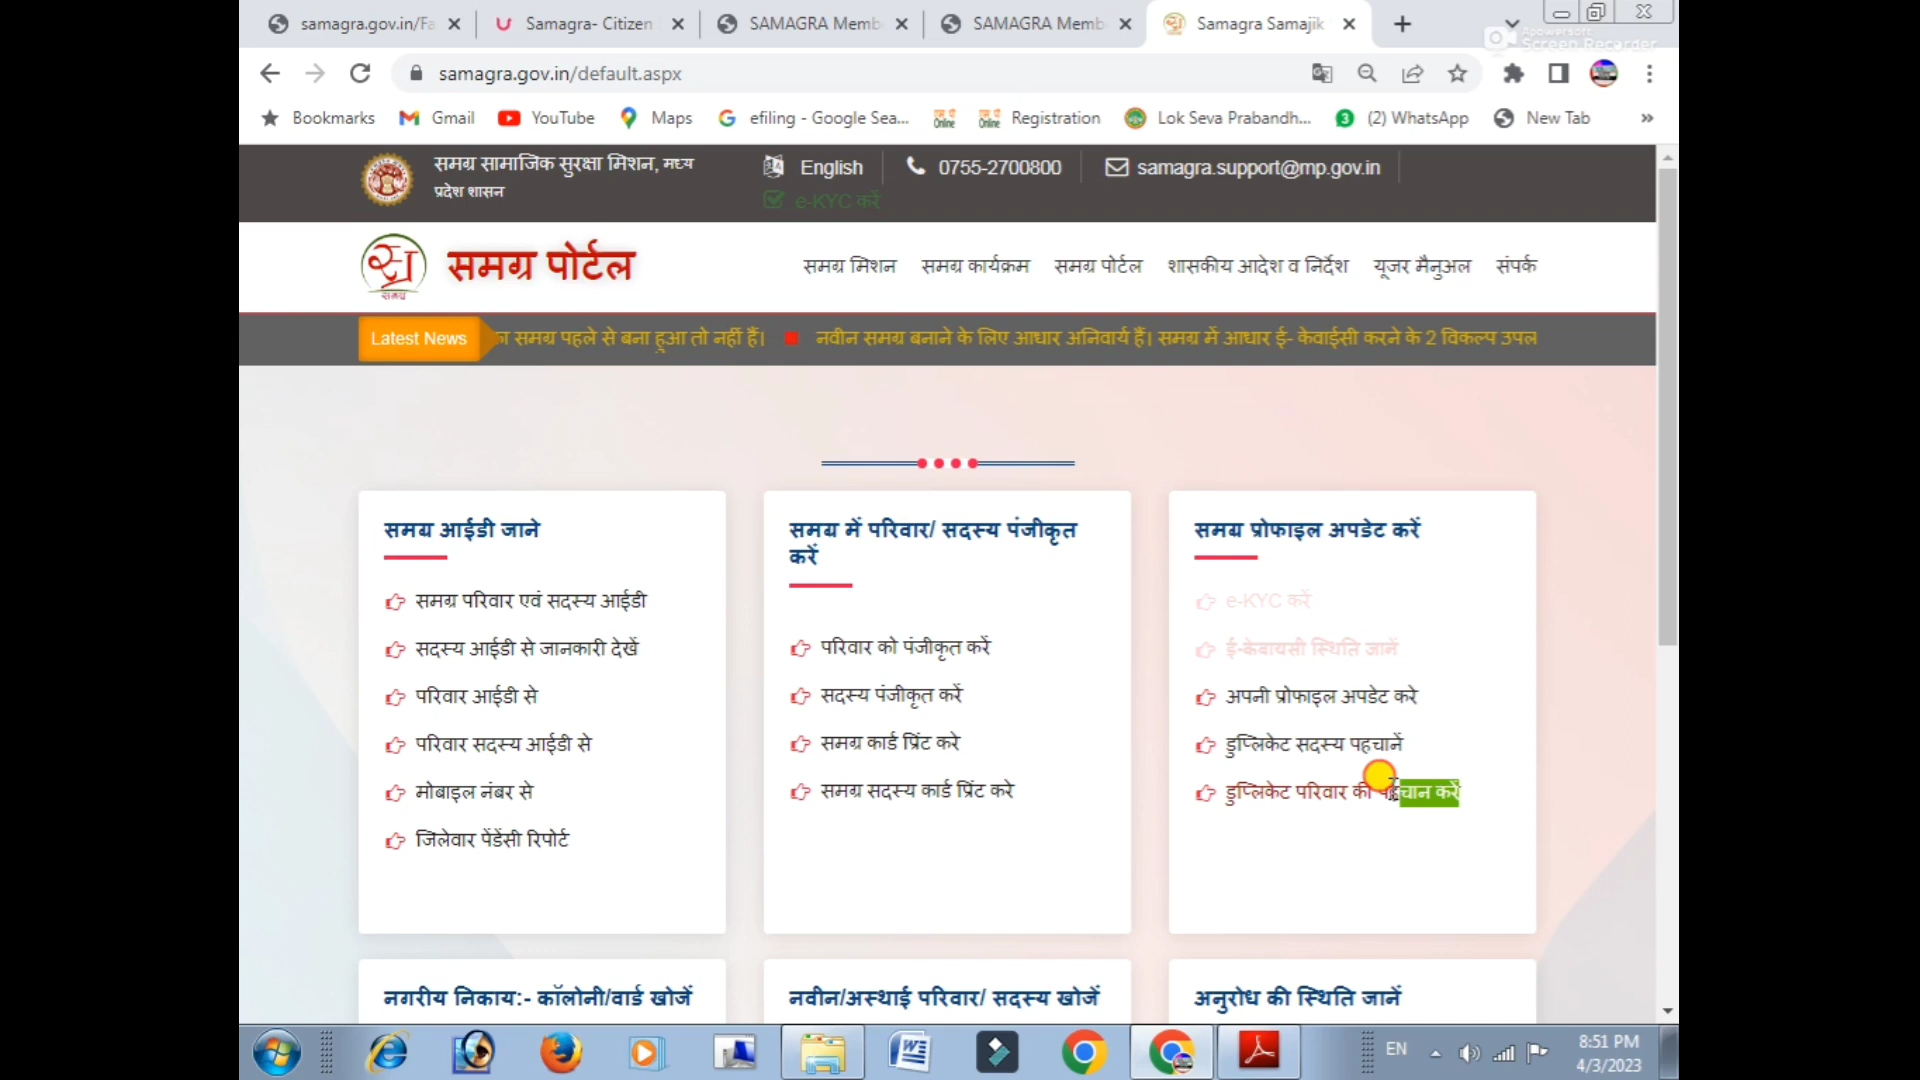 samagra.gov.in/Fa
Samagra- Citizen
SAMAGRA Memb
SAMAGRA Memb
Samagra Samajik
Apowersoft
Screen Recorder
samagra.gov.in/default.aspx
Bookmarks
Gmail
YouTube
Maps
efiling - Google Sea...
Registration
Lok Seva Prabandh...
(2) WhatsApp
New Tab
»
समग्र सामाजिक सुरक्षा मिशन, मध्य
प्रदेश शासन
English
0755-2700800
samagra.support@mp.gov.in
e-KYC करें
समग्र
समग्र पोर्टल
समग्र मिशन
समग्र कार्यक्रम
समग्र पोर्टल
शासकीय आदेश व निर्देश
यूजर मैनुअल
संपर्क
Latest News
समग्र पहले से बना हुआ तो नहीं हैं।
नवीन समग्र बनाने के लिए आधार अनिवार्य हैं। समग्र में आधार ई- केवाईसी करने के 2 विकल्प उपल
समग्र आईडी जाने
समग्र परिवार एवं सदस्य आईडी
सदस्य आईडी से जानकारी देखें
परिवार आईडी से
परिवार सदस्य आईडी से
मोबाइल नंबर से
जिलेवार पेंडेंसी रिपोर्ट
समग्र में परिवार/ सदस्य पंजीकृत
करें
परिवार को पंजीकृत करें
सदस्य पंजीकृत करें
समग्र कार्ड प्रिंट करे
समग्र सदस्य कार्ड प्रिंट करे
समग्र प्रोफाइल अपडेट करें
e-KYC करें
ई-केवायसी स्थिति जानें
अपनी प्रोफाइल अपडेट करे
डुप्लिकेट सदस्य पहचानें
डुप्लिकेट परिवार की पहचान करें
नगरीय निकाय:- कॉलोनी/वार्ड खोजें
नवीन/अस्थाई परिवार/ सदस्य खोजें
अनुरोध की स्थिति जानें
EN
8:51 PM
4/3/2023